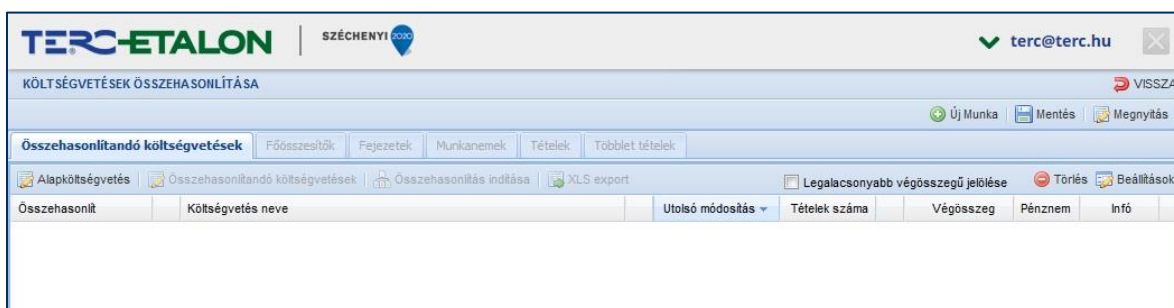 TERC-ETALON SZÉCHENYI 2020 terc@terc.hu
KÖLTSÉGVETÉSEK ÖSSZEHASONLÍTÁSA VISSZA
Új Munka Mentés Megnyitás
Összehasonlítandó költségvetések Főösszesítők Fejezetek Munkanemek Tételek Többlet tételek
Alapköltségvetés Összehasonlítandó költségvetések Összehasonlítás indítása XLS export Legalacsonyabb végösszegű jelölése Törlés Beállítások
Összehasonlít Költségvetés neve Utolsó módosítás Tételek száma Végösszeg Pénznem Infó